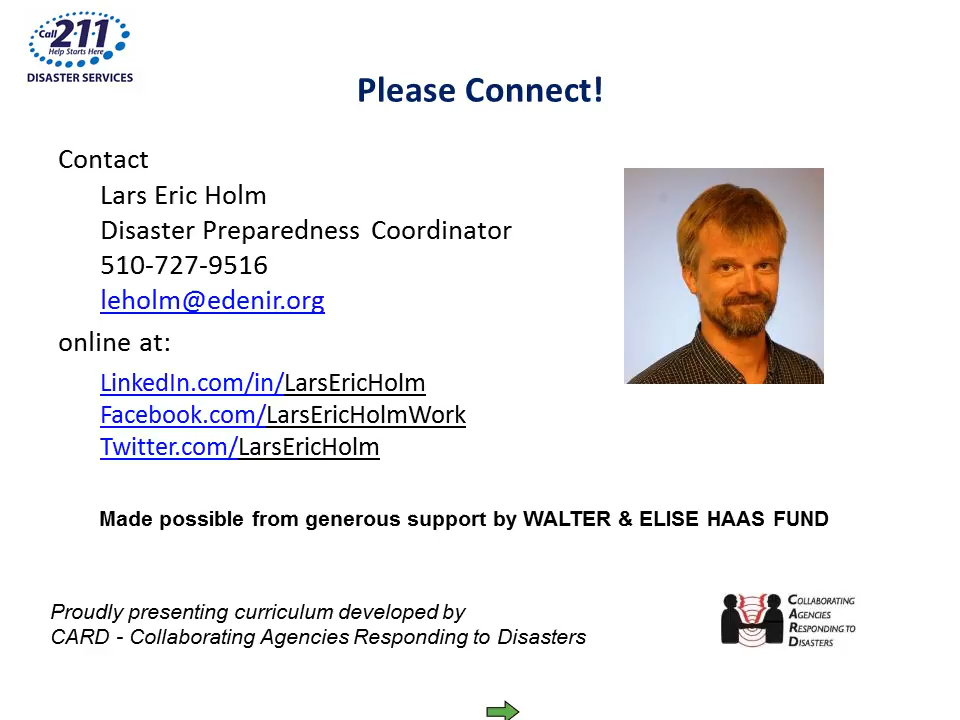 Call 211
Help Starts Here
DISASTER SERVICES
Please Connect!
Contact
Lars Eric Holm
Disaster Preparedness Coordinator
510-727-9516
leholm@edenir.org
online at:
LinkedIn.com/in/LarsEricHolm
Facebook.com/LarsEricHolmWork
Twitter.com/LarsEricHolm
Made possible from generous support by WALTER & ELISE HAAS FUND
Proudly presenting curriculum developed by
CARD - Collaborating Agencies Responding to Disasters
COLLABORATING
AGENCIES
RESPONDING TO
DISASTERS